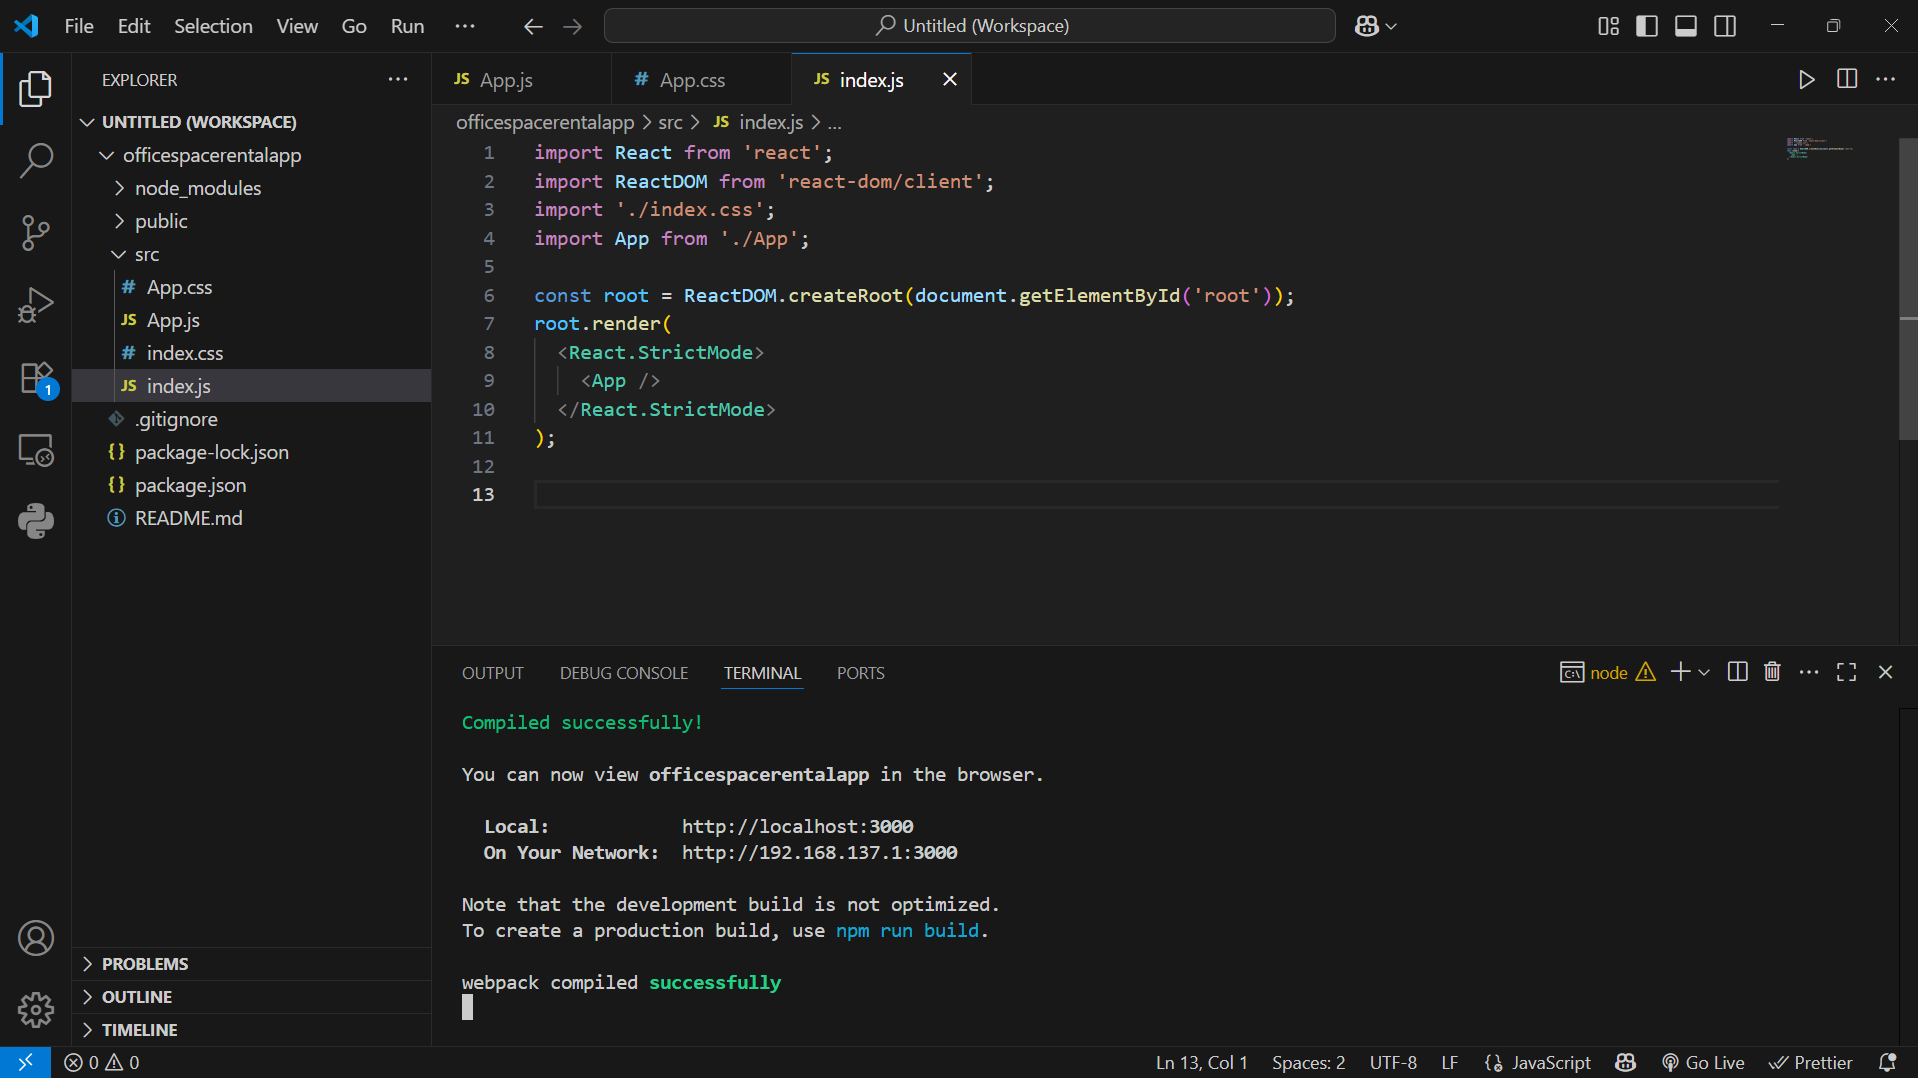 File Edit Selection View Go Run ···
Untitled (Workspace)
EXPLORER
UNTITLED (WORKSPACE)
officespacerentalapp
node_modules
public
src
# App.css
JS App.js
# index.css
JS index.js
.gitignore
{} package-lock.json
{} package.json
README.md
PROBLEMS
OUTLINE
TIMELINE
1
JS App.js
# App.css
JS index.js
officespacerentalapp > src > JS index.js > ...
1 import React from 'react';
2 import ReactDOM from 'react-dom/client';
3 import './index.css';
4 import App from './App';
5
6 const root = ReactDOM.createRoot(document.getElementById('root'));
7 root.render(
8 <React.StrictMode>
9 <App />
10 </React.StrictMode>
11 );
12
13
OUTPUT DEBUG CONSOLE TERMINAL PORTS
node
Compiled successfully!
You can now view officespacerentalapp in the browser.
Local: http://localhost:3000
On Your Network: http://192.168.137.1:3000
Note that the development build is not optimized.
To create a production build, use npm run build.
webpack compiled successfully
0 0
Ln 13, Col 1 Spaces: 2 UTF-8 LF {} JavaScript Go Live Prettier